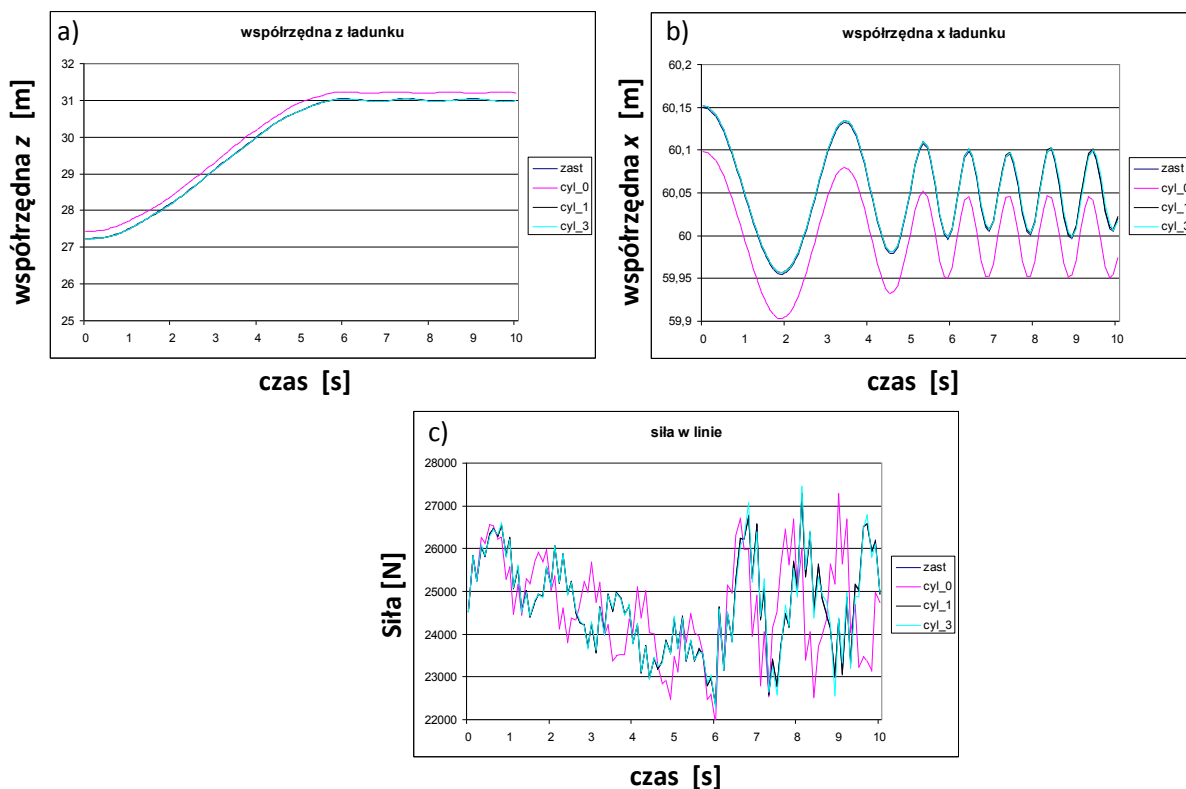 a)
współrzędna z ładunku
współrzędna z [m]
32
31
30
29
28
27
26
25
0 1 2 3 4 5 6 7 8 9 10
czas [s]
zast
cyl_0
cyl_1
cyl_3
b)
współrzędna x ładunku
współrzędna x [m]
60,2
60,15
60,1
60,05
60
59,95
59,9
0 1 2 3 4 5 6 7 8 9 10
czas [s]
zast
cyl_0
cyl_1
cyl_3
c)
siła w linie
Siła [N]
28000
27000
26000
25000
24000
23000
22000
0 1 2 3 4 5 6 7 8 9 10
czas [s]
zast
cyl_0
cyl_1
cyl_3